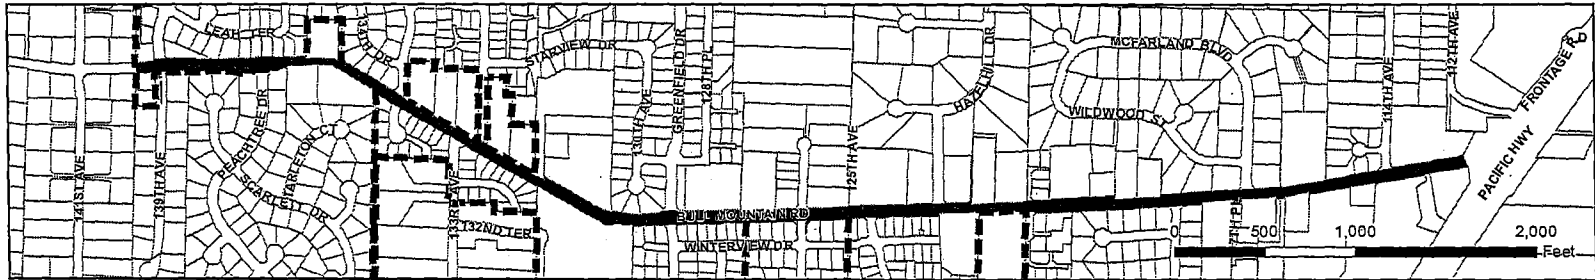 LEAH TER
134TH DR
STARVIEW DR
GREENFIELD DR
128TH PL
HAZELHILL DR
MCFARLAND BLVD
WILDWOOD ST
114TH AVE
112TH AVE
FRONTAGE RD
PACIFIC HWY
141ST AVE
139TH AVE
PEACHTREE DR
TARLETON CT
SCARLETT DR
133RD AVE
132ND TER
130TH AVE
125TH AVE
BULL MOUNTAIN RD
WINTERVIEW DR
0 500 1,000 2,000
Feet